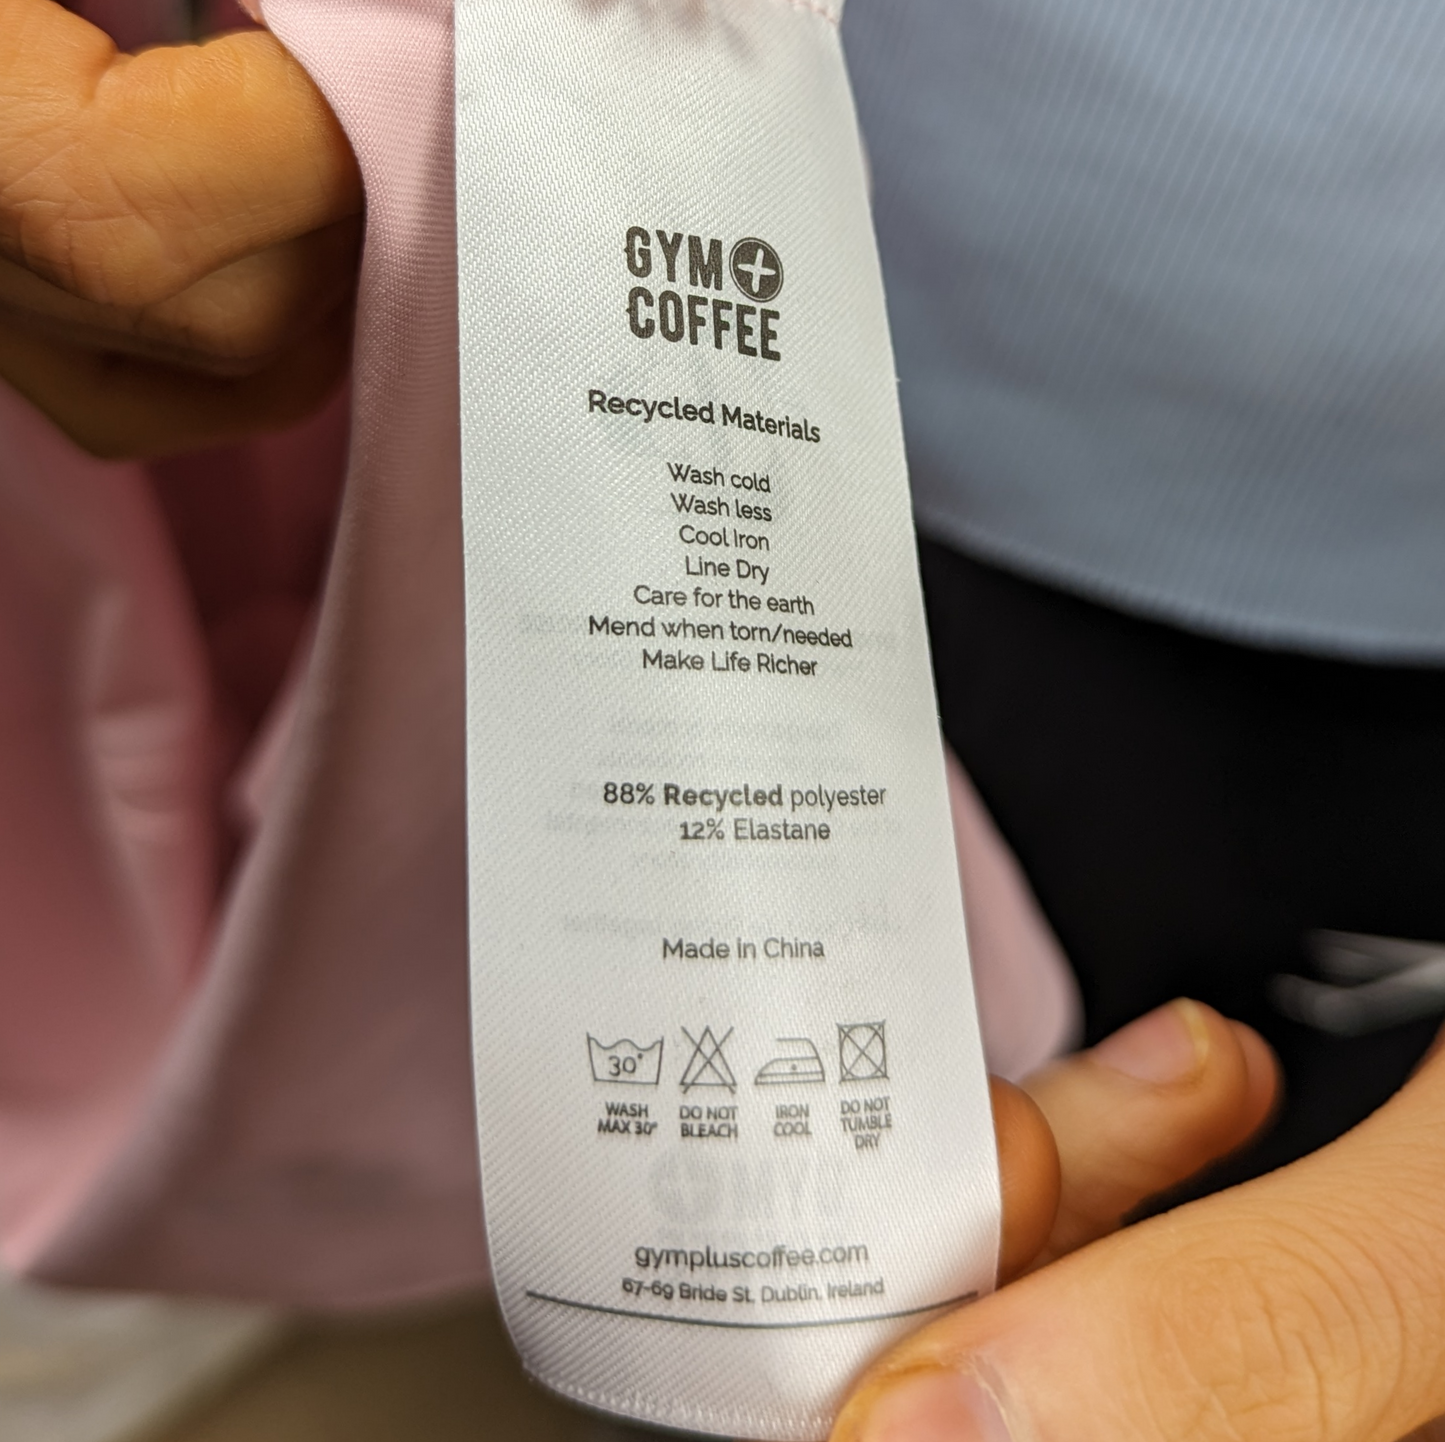 GYM+
COFFEE
Recycled Materials
Wash cold
Wash less
Cool Iron
Line Dry
Care for the earth
Mend when torn/needed
Make Life Richer
88% Recycled polyester
12% Elastane
Made in China
30°
WASH
MAX 30°
DO NOT
BLEACH
IRON
COOL
DO NOT
TUMBLE
DRY
gympluscoffee.com
67-69 Bride St, Dublin, Ireland